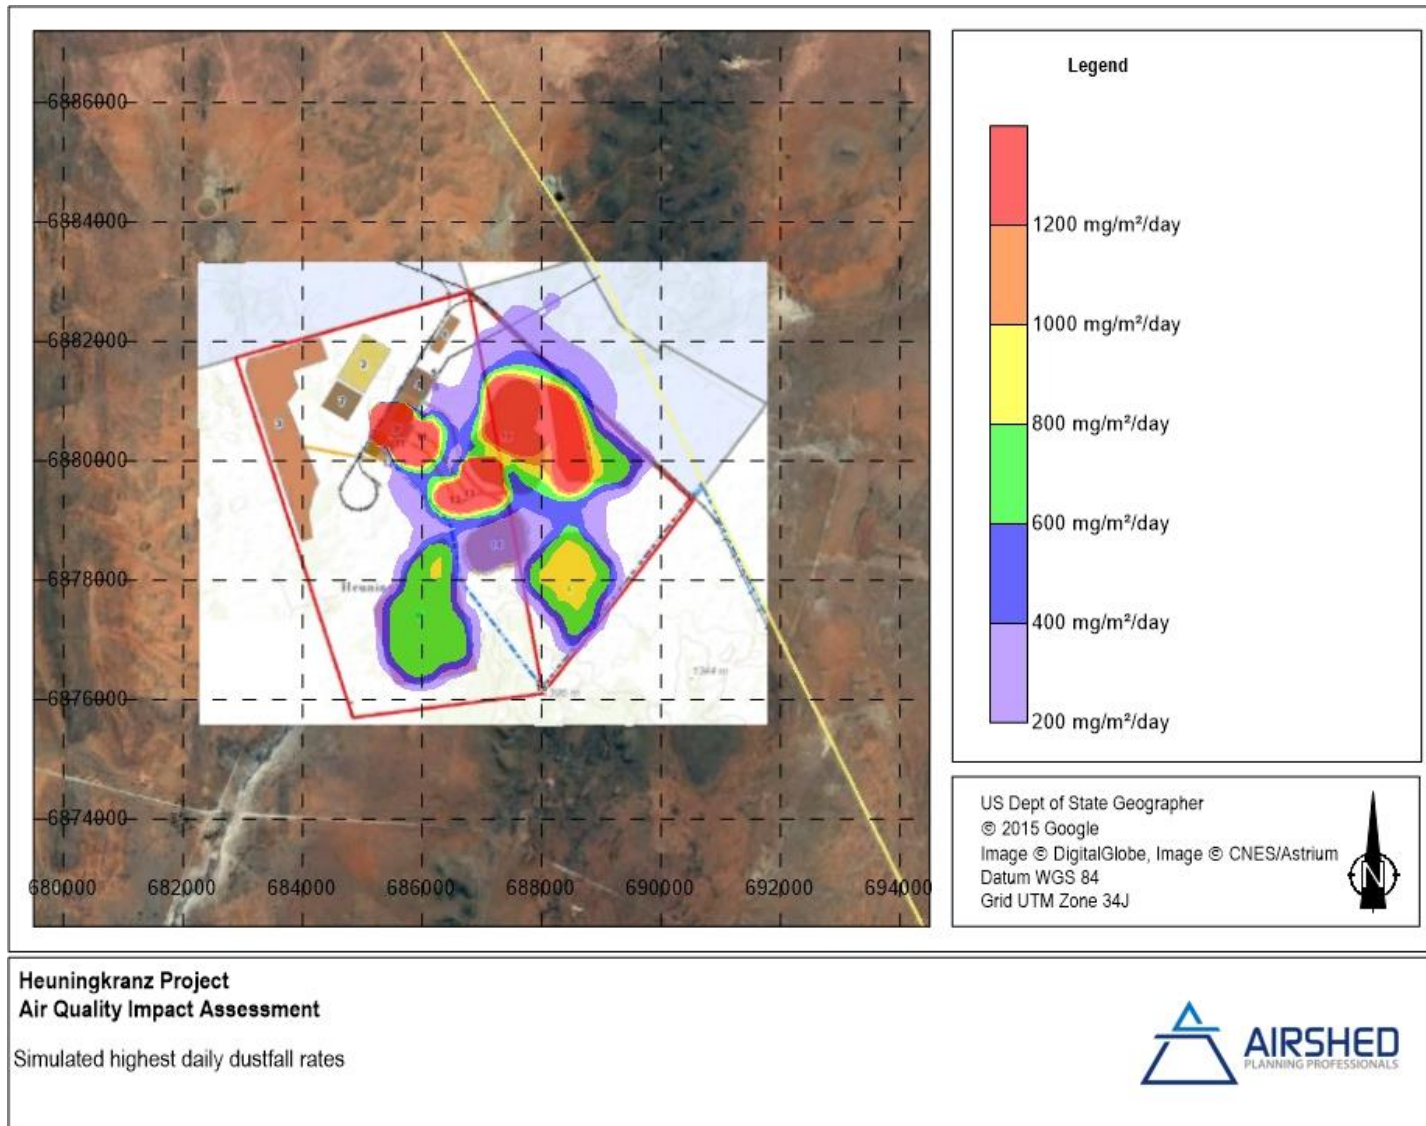 6886000
6884000
6882000
6880000
6878000
6876000
6874000
680000 682000 684000 686000 688000 690000 692000 694000
Heunin
Legend
1200 mg/m²/day
1000 mg/m²/day
800 mg/m²/day
600 mg/m²/day
400 mg/m²/day
200 mg/m²/day
US Dept of State Geographer
© 2015 Google
Image © DigitalGlobe, Image © CNES/Astrium
Datum WGS 84
Grid UTM Zone 34J
N
Heuningkranz Project
Air Quality Impact Assessment
Simulated highest daily dustfall rates
AIRSHED
PLANNING PROFESSIONALS